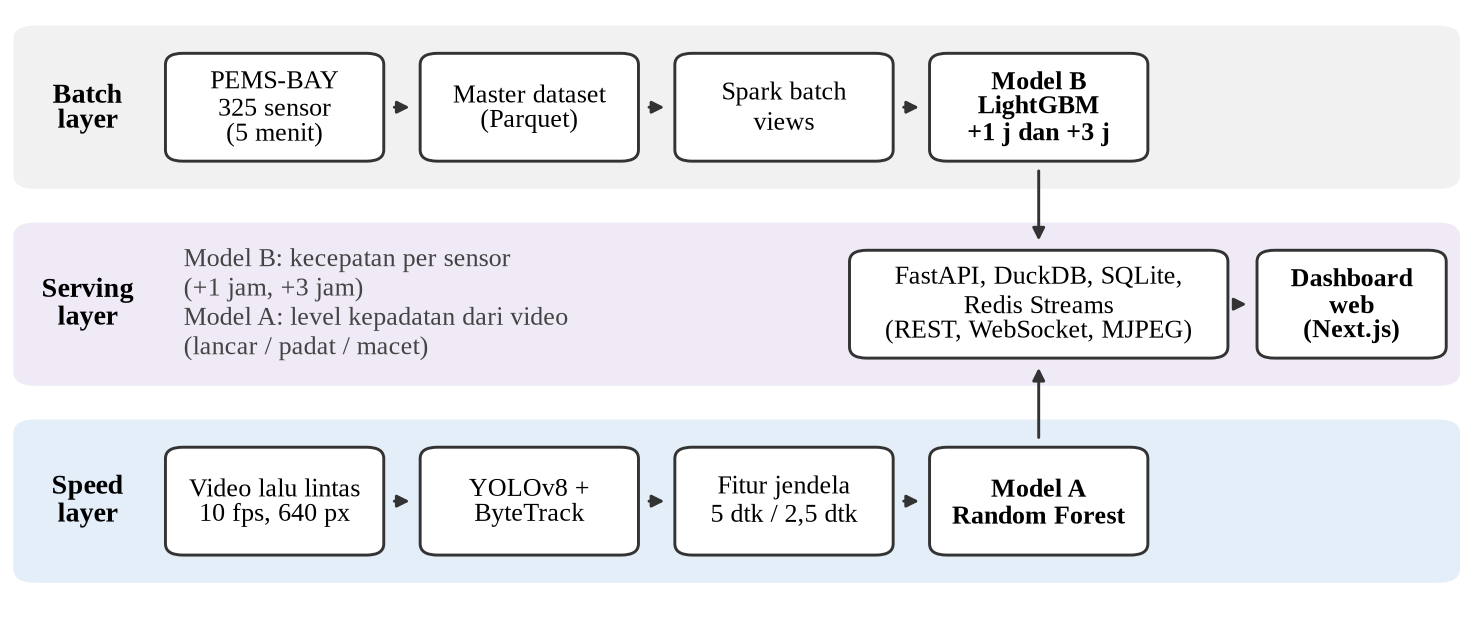 Batch
layer
PEMS-BAY
325 sensor
(5 menit)
Master dataset
(Parquet)
Spark batch
views
Model B
LightGBM
+1 j dan +3 j
Serving
layer
Model B: kecepatan per sensor
(+1 jam, +3 jam)
Model A: level kepadatan dari video
(lancar / padat / macet)
FastAPI, DuckDB, SQLite,
Redis Streams
(REST, WebSocket, MJPEG)
Dashboard
web
(Next.js)
Speed
layer
Video lalu lintas
10 fps, 640 px
YOLOv8 +
ByteTrack
Fitur jendela
5 dtk / 2,5 dtk
Model A
Random Forest